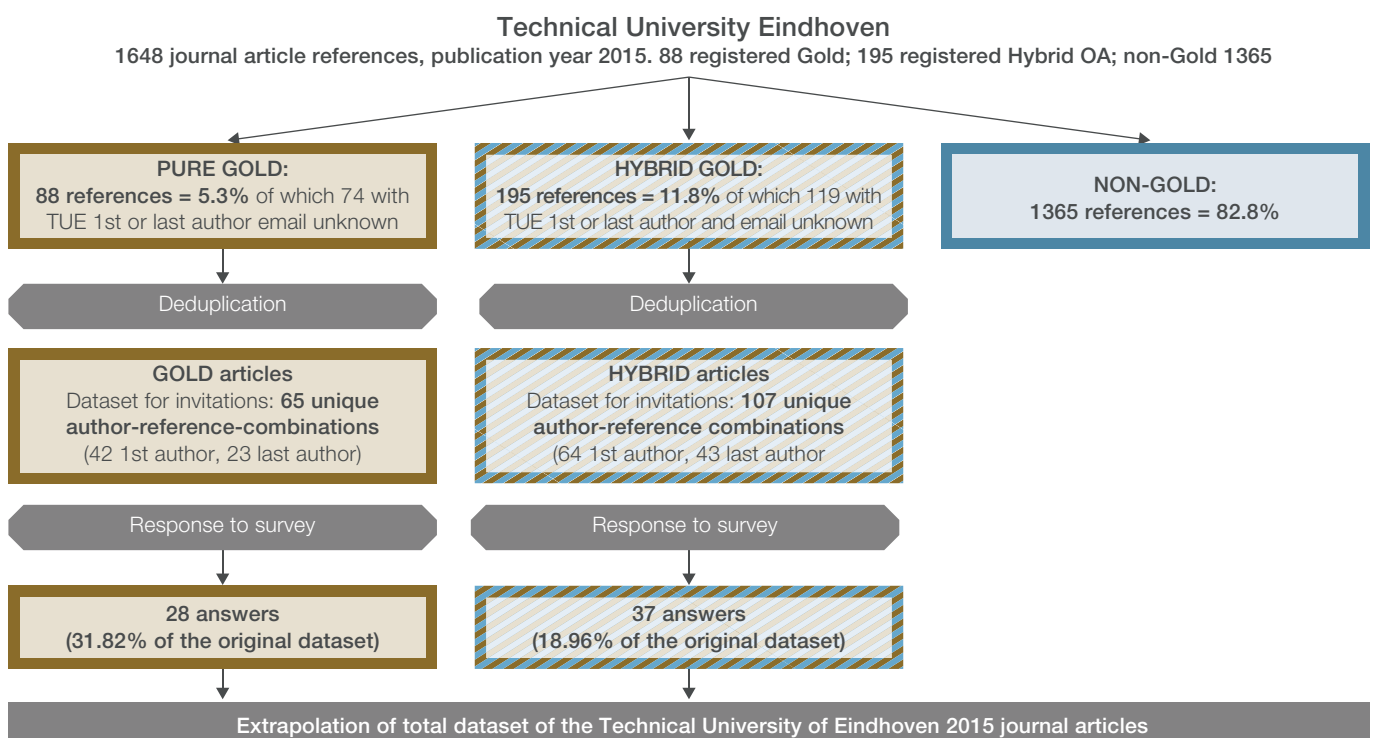 Technical University Eindhoven
1648 journal article references, publication year 2015. 88 registered Gold; 195 registered Hybrid OA; non-Gold 1365
PURE GOLD:
88 references = 5.3% of which 74 with
TUE 1st or last author email unknown
HYBRID GOLD:
195 references = 11.8% of which 119 with
TUE 1st or last author and email unknown
NON-GOLD:
1365 references = 82.8%
Deduplication
Deduplication
GOLD articles
Dataset for invitations: 65 unique
author-reference-combinations
(42 1st author, 23 last author)
HYBRID articles
Dataset for invitations: 107 unique
author-reference combinations
(64 1st author, 43 last author
Response to survey
Response to survey
28 answers
(31.82% of the original dataset)
37 answers
(18.96% of the original dataset)
Extrapolation of total dataset of the Technical University of Eindhoven 2015 journal articles